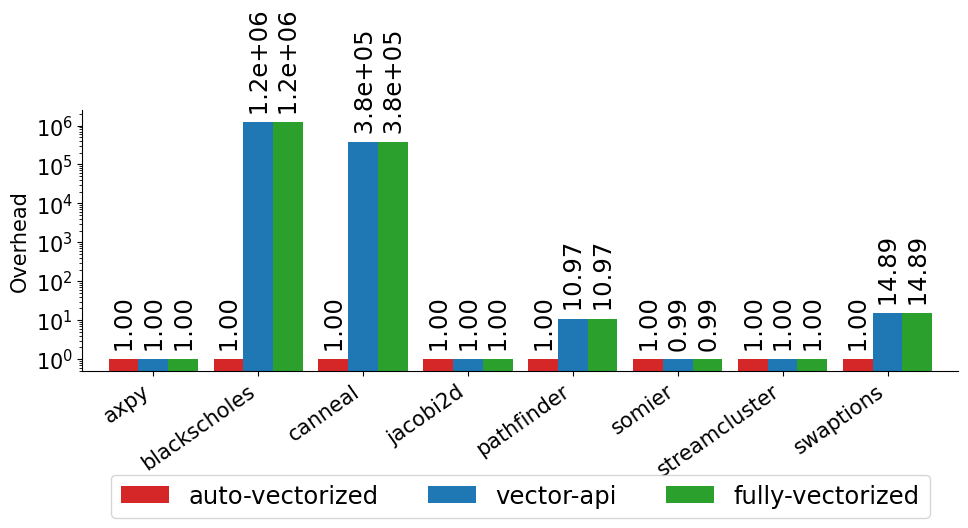 1.2e+06
1.2e+06
3.8e+05
3.8e+05
Overhead
10^6
10^5
10^4
10^3
10^2
10^1
10^0
1.00
1.00
1.00
1.00
1.00
1.00
1.00
1.00
1.00
10.97
10.97
1.00
0.99
0.99
1.00
1.00
1.00
1.00
14.89
14.89
axpy
blackscholes
canneal
jacobi2d
pathfinder
somier
streamcluster
swaptions
auto-vectorized
vector-api
fully-vectorized